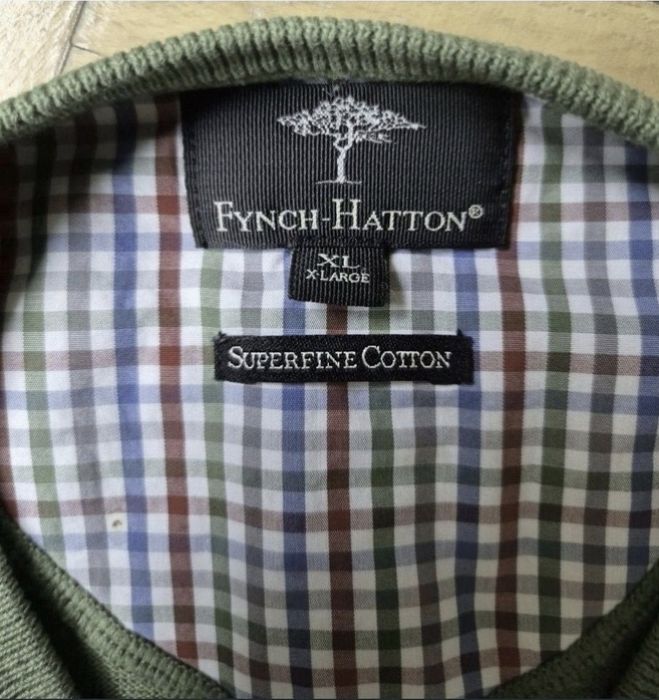 FYNCH-HATTON®
XL
X-LARGE
SUPERFINE COTTON